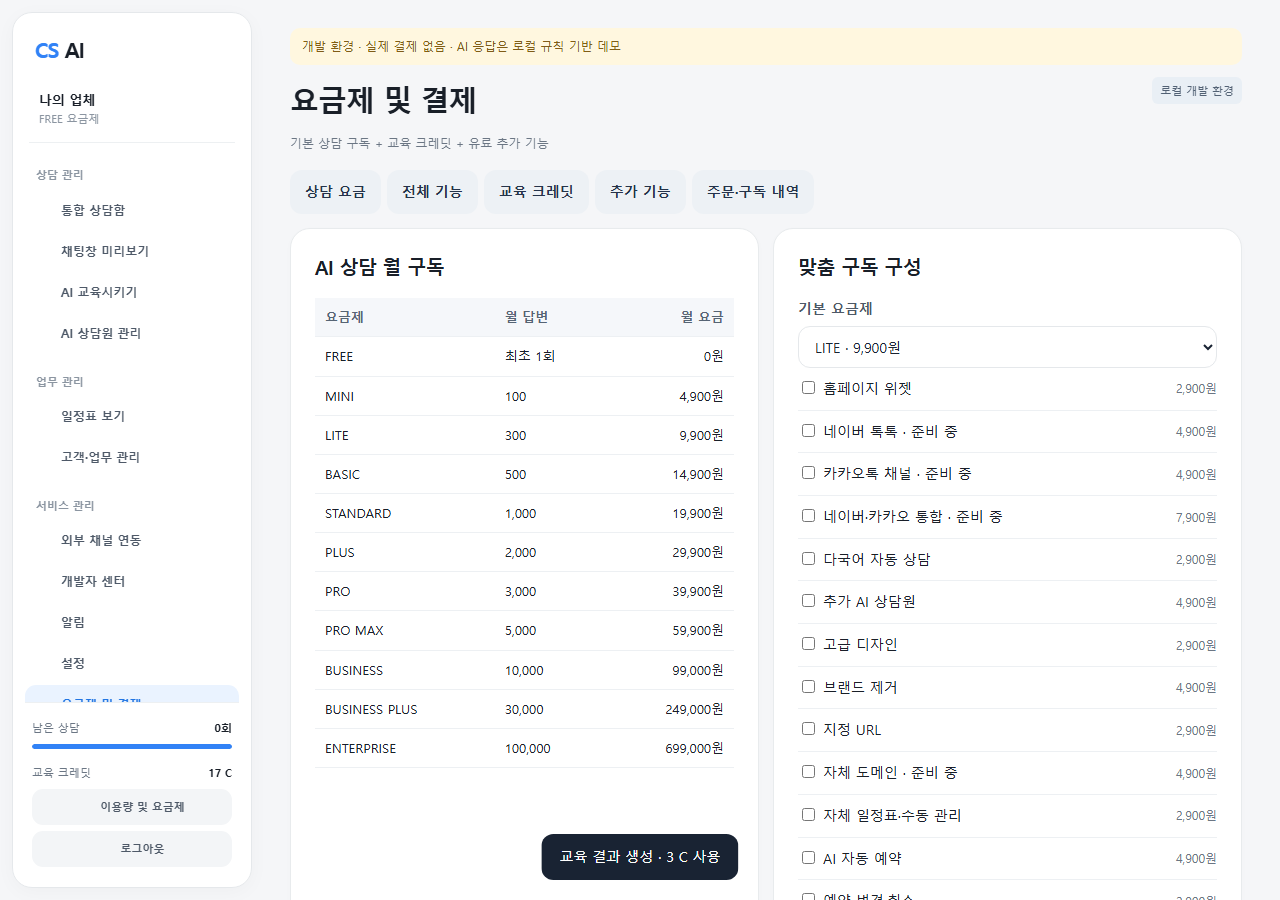 CS AI
나의 업체
FREE 요금제
상담 관리
통합 상담함
채팅창 미리보기
AI 교육시키기
AI 상담원 관리
업무 관리
일정표 보기
고객·업무 관리
서비스 관리
외부 채널 연동
개발자 센터
알림
설정
요금제 및 결제
남은 상담 0회
교육 크레딧 17 C
이용량 및 요금제
로그아웃
개발 환경 · 실제 결제 없음 · AI 응답은 로컬 규칙 기반 데모
요금제 및 결제
로컬 개발 환경
기본 상담 구독 + 교육 크레딧 + 유료 추가 기능
상담 요금 전체 기능 교육 크레딧 추가 기능 주문·구독 내역
AI 상담 월 구독
요금제 월 답변 월 요금
FREE 최초 1회 0원
MINI 100 4,900원
LITE 300 9,900원
BASIC 500 14,900원
STANDARD 1,000 19,900원
PLUS 2,000 29,900원
PRO 3,000 39,900원
PRO MAX 5,000 59,900원
BUSINESS 10,000 99,000원
BUSINESS PLUS 30,000 249,000원
ENTERPRISE 100,000 699,000원
교육 결과 생성 · 3 C 사용
맞춤 구독 구성
기본 요금제
LITE · 9,900원
홈페이지 위젯 2,900원
네이버 톡톡 · 준비 중 4,900원
카카오톡 채널 · 준비 중 4,900원
네이버·카카오 통합 · 준비 중 7,900원
다국어 자동 상담 2,900원
추가 AI 상담원 4,900원
고급 디자인 2,900원
브랜드 제거 4,900원
지정 URL 2,900원
자체 도메인 · 준비 중 4,900원
자체 일정표·수동 관리 2,900원
AI 자동 예약 4,900원
예약 변경·취소 2,900원